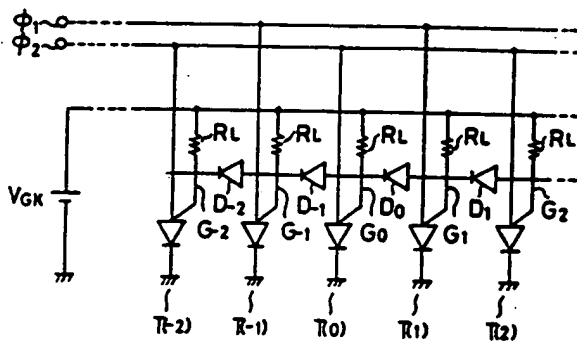 ϕ1
ϕ2
RL RL RL RL RL
VGK
D-2 D-1 D0 D1
G-2 G-1 G0 G1 G2
T(-2) T(-1) T(0) T(1) T(2)